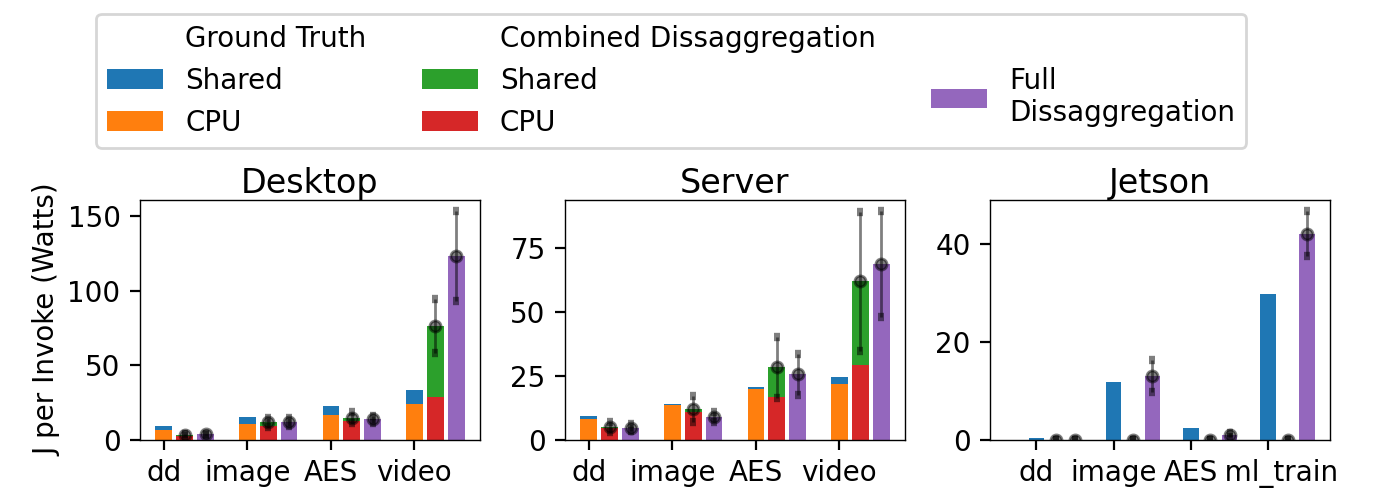 Ground Truth
Shared
CPU
Combined Dissaggregation
Shared
CPU
Full
Dissaggregation
J per Invoke (Watts)
Desktop
150
100
50
0
dd image AES video
Server
75
50
25
0
dd image AES video
Jetson
40
20
0
dd image AES ml_train